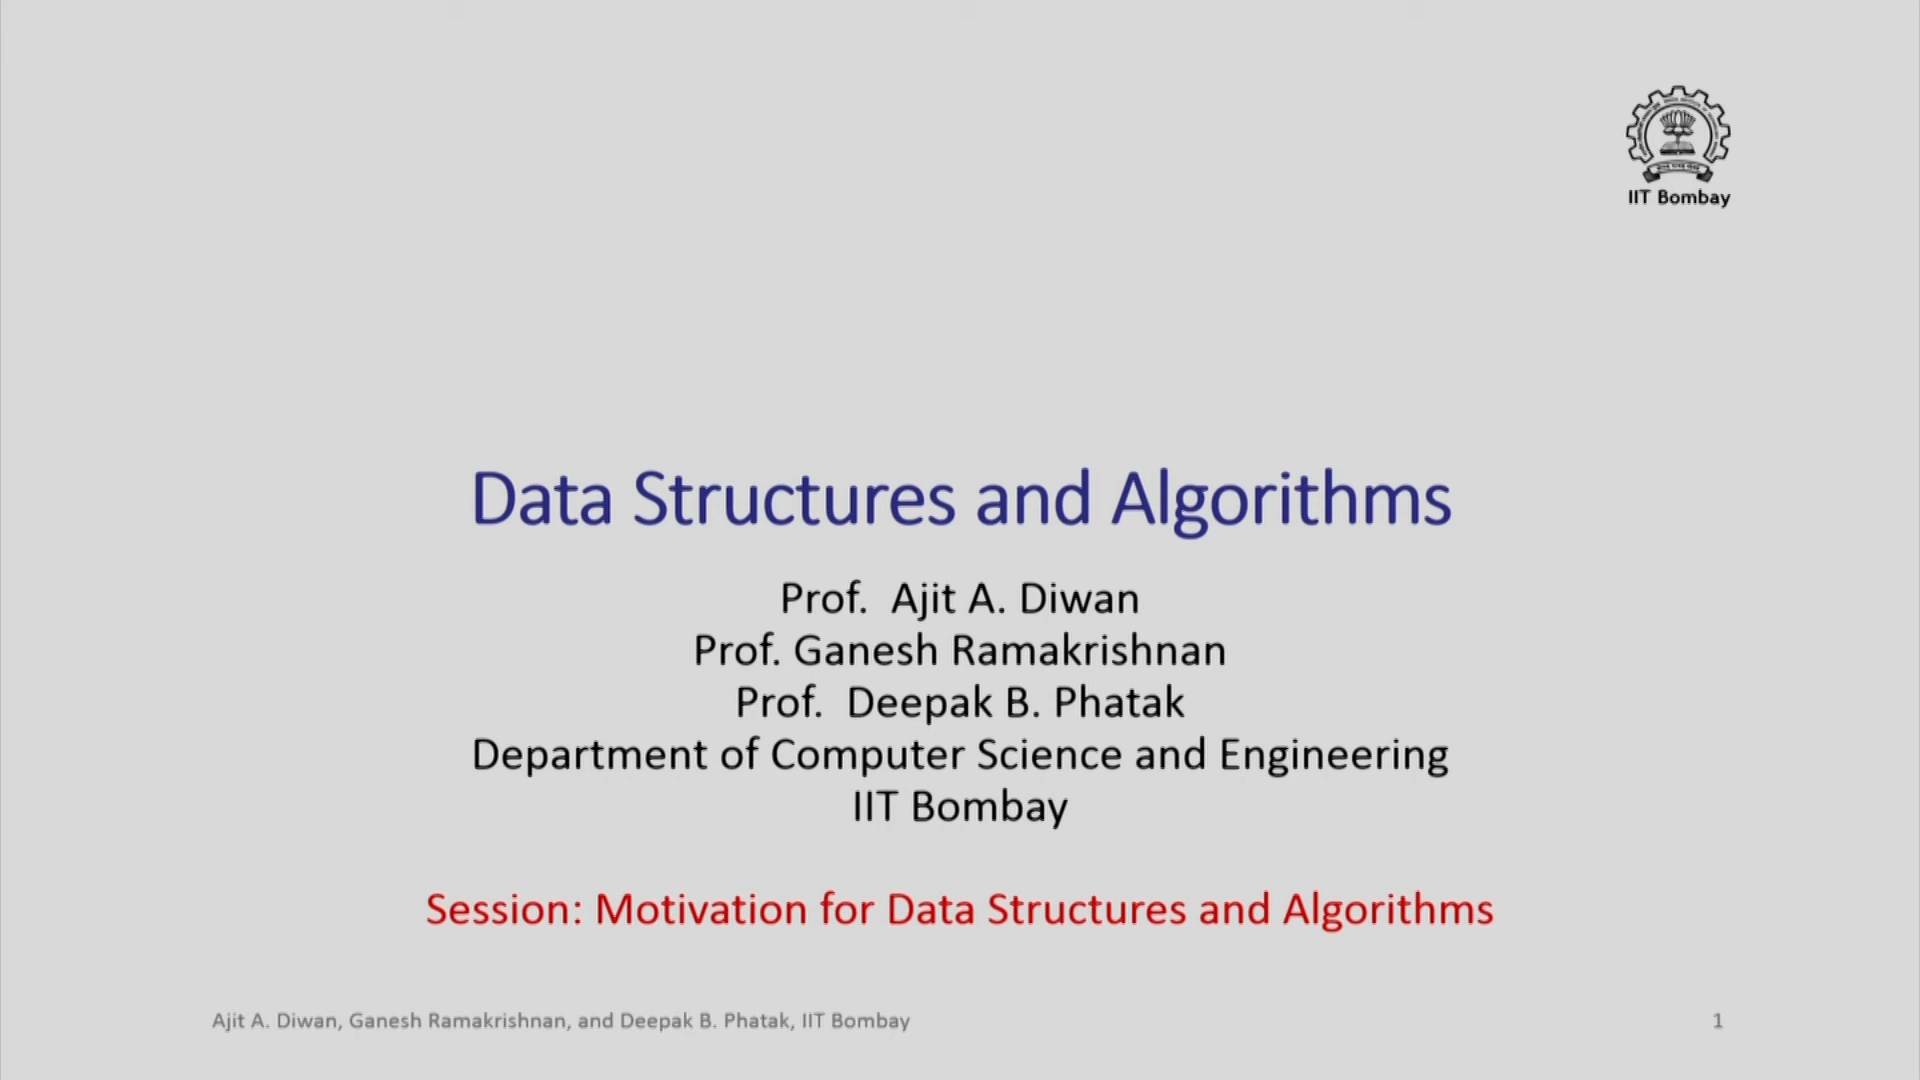 IIT Bombay
Data Structures and Algorithms
Prof.  Ajit A. Diwan
Prof. Ganesh Ramakrishnan
Prof.  Deepak B. Phatak
Department of Computer Science and Engineering
IIT Bombay
Session: Motivation for Data Structures and Algorithms
Ajit A. Diwan, Ganesh Ramakrishnan, and Deepak B. Phatak, IIT Bombay
1